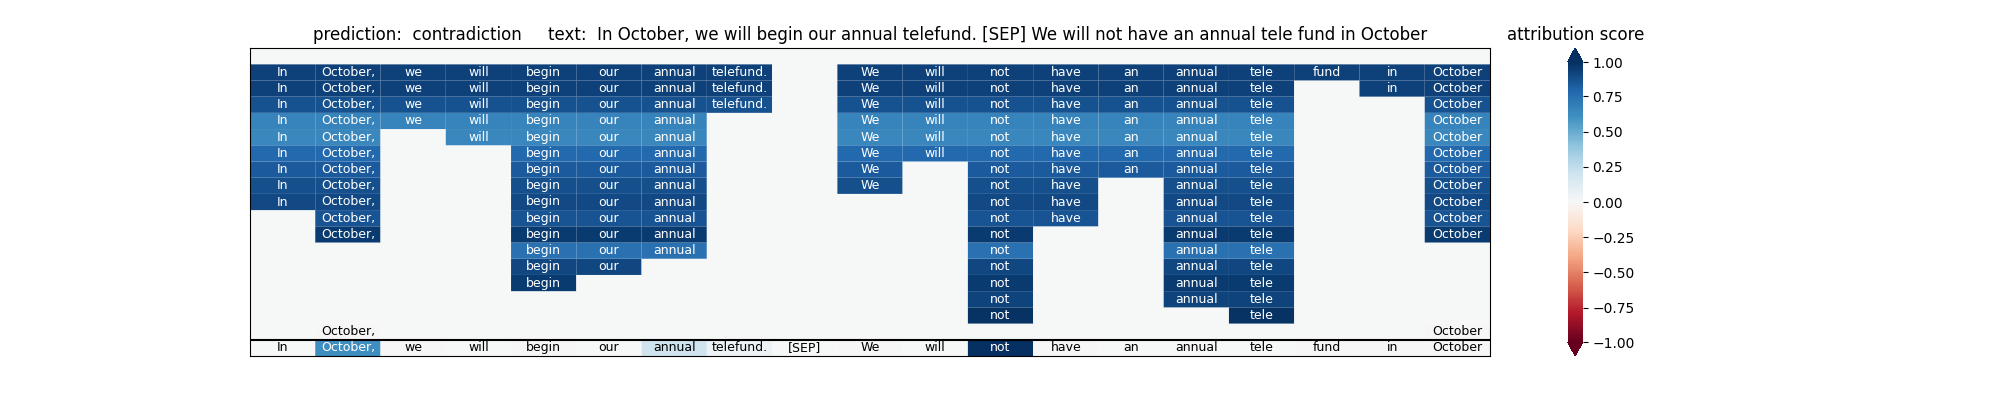 prediction:  contradiction     text:  In October, we will begin our annual telefund. [SEP] We will not have an annual tele fund in October
attribution score
In October, we will begin our annual telefund. We will not have an annual tele fund in October
In October, we will begin our annual telefund. We will not have an annual tele in October
In October, we will begin our annual telefund. We will not have an annual tele October
In October, we will begin our annual We will not have an annual tele October
In October, will begin our annual We will not have an annual tele October
In October, begin our annual We will not have an annual tele October
In October, begin our annual We not have an annual tele October
In October, begin our annual We not have annual tele October
In October, begin our annual not have annual tele October
October, begin our annual not have annual tele October
October, begin our annual not annual tele October
begin our annual not annual tele
begin our not annual tele
begin not annual tele
not annual tele
not tele
October, October
In October, we will begin our annual telefund. [SEP] We will not have an annual tele fund in October
1.00
0.75
0.50
0.25
0.00
−0.25
−0.50
−0.75
−1.00